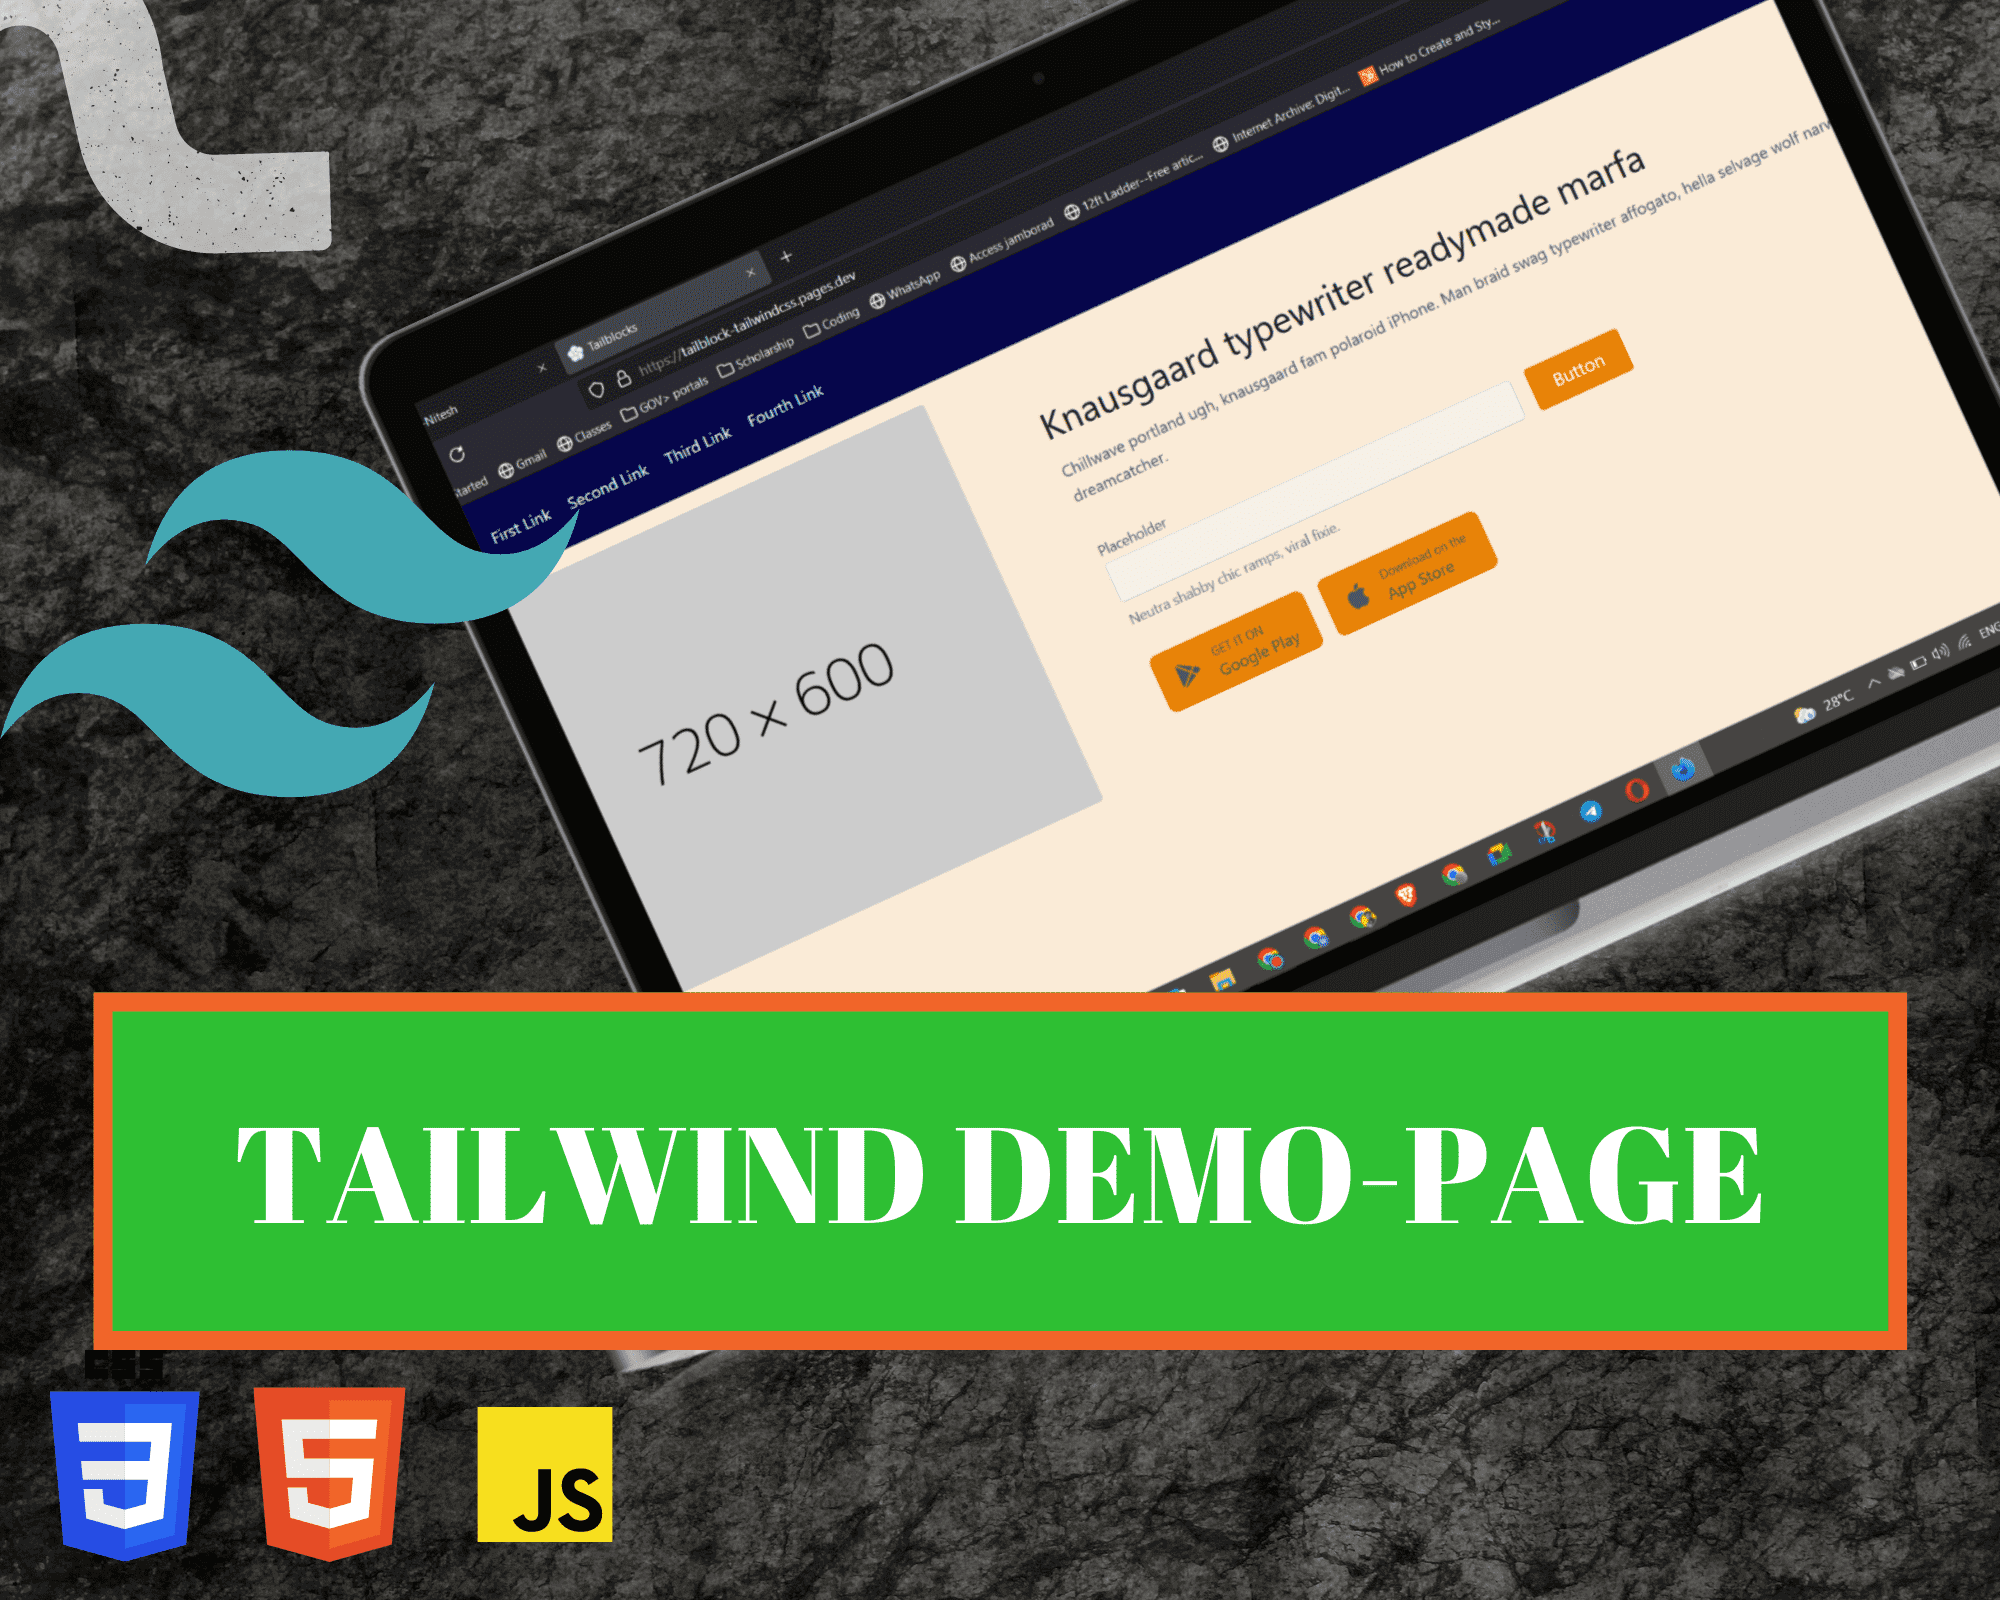 Nitesh
Tailblocks
https://tailblock-tailwindcss.pages.dev
Gmail
Classes
GOV> portals
Scholarship
Coding
WhatsApp
Access jamborad
12ft Ladder--Free artic...
Internet Archive: Digit...
How to Create and Sty...
First Link
Second Link
Third Link
Fourth Link
720 × 600
Knausgaard typewriter readymade marfa
Chillwave portland ugh, knausgaard fam polaroid iPhone. Man braid swag typewriter affogato, hella selvage wolf narw
dreamcatcher.
Placeholder
Button
Neutra shabby chic ramps, viral fixie.
GET IT ON
Google Play
Download on the
App Store
28°C
ENG
TAILWIND DEMO-PAGE
CSS
3
5
JS